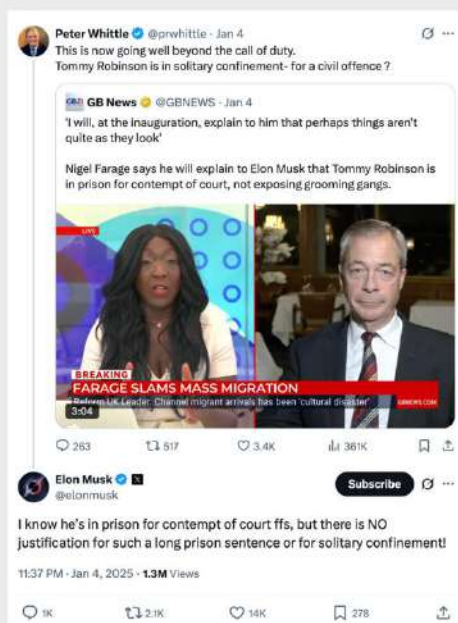 Peter Whittle @prwhittle · Jan 4
This is now going well beyond the call of duty.
Tommy Robinson is in solitary confinement- for a civil offence ?
GBN GB News @GBNEWS · Jan 4
'I will, at the inauguration, explain to him that perhaps things aren't
quite as they look'
Nigel Farage says he will explain to Elon Musk that Tommy Robinson is
in prison for contempt of court, not exposing grooming gangs.
LIVE
BREAKING
FARAGE SLAMS MASS MIGRATION
Reform UK Leader: Channel migrant arrivals has been 'cultural disaster'
GBNEWS.COM
3:04
263 517 3.4K 361K
Elon Musk
@elonmusk
Subscribe
I know he's in prison for contempt of court ffs, but there is NO
justification for such a long prison sentence or for solitary confinement!
11:37 PM · Jan 4, 2025 · 1.3M Views
1K 2.1K 14K 278